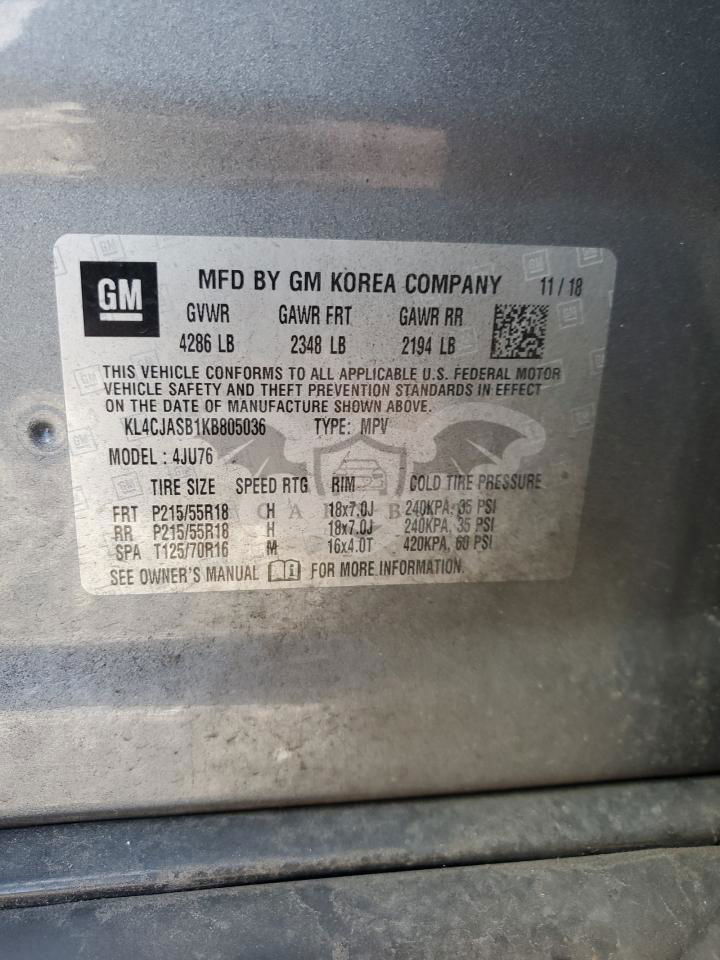 GM
MFD BY GM KOREA COMPANY 11 / 18
GVWR GAWR FRT GAWR RR
4286 LB 2348 LB 2194 LB
THIS VEHICLE CONFORMS TO ALL APPLICABLE U.S. FEDERAL MOTOR
VEHICLE SAFETY AND THEFT PREVENTION STANDARDS IN EFFECT
ON THE DATE OF MANUFACTURE SHOWN ABOVE.
KL4CJASB1KB805036 TYPE: MPV
MODEL : 4JU76
TIRE SIZE SPEED RTG RIM COLD TIRE PRESSURE
FRT P215/55R18 H 18x7.0J 240KPA, 35 PSI
RR P215/55R18 H 18x7.0J 240KPA, 35 PSI
SPA T125/70R16 M 16x4.0T 420KPA, 60 PSI
SEE OWNER'S MANUAL FOR MORE INFORMATION.